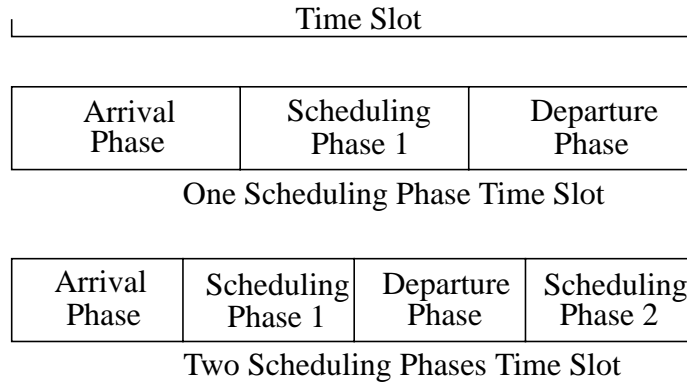 Time Slot
Arrival Phase
Scheduling Phase 1
Departure Phase
One Scheduling Phase Time Slot
Arrival Phase
Scheduling Phase 1
Departure Phase
Scheduling Phase 2
Two Scheduling Phases Time Slot